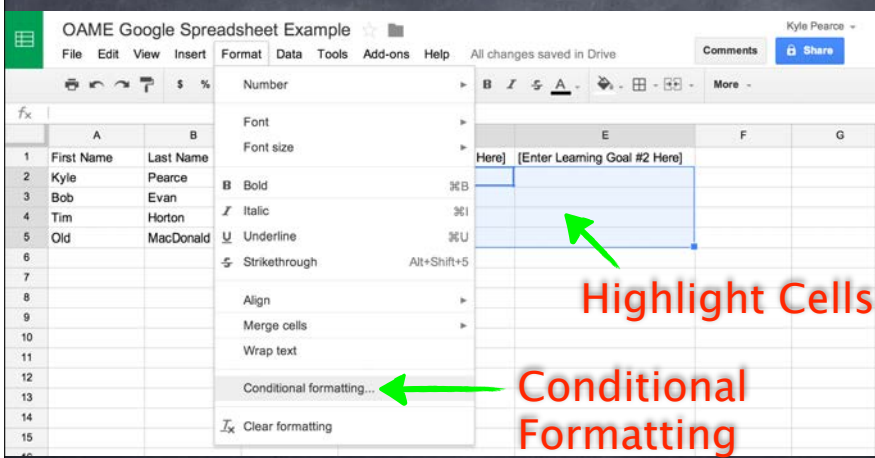 OAME Google Spreadsheet Example
Kyle Pearce
File Edit View Insert Format Data Tools Add-ons Help All changes saved in Drive
Comments Share
$ % B I S A More
fx
A B E F G
1 First Name Last Name Here] [Enter Learning Goal #2 Here]
2 Kyle Pearce
3 Bob Evan
4 Tim Horton
5 Old MacDonald
6
7
8
9
10
11
12
13
14
15
Number
Font
Font size
B Bold ⌘B
I Italic ⌘I
U Underline ⌘U
S Strikethrough Alt+Shift+5
Align
Merge cells
Wrap text
Conditional formatting...
Tx Clear formatting
Highlight Cells
Conditional
Formatting